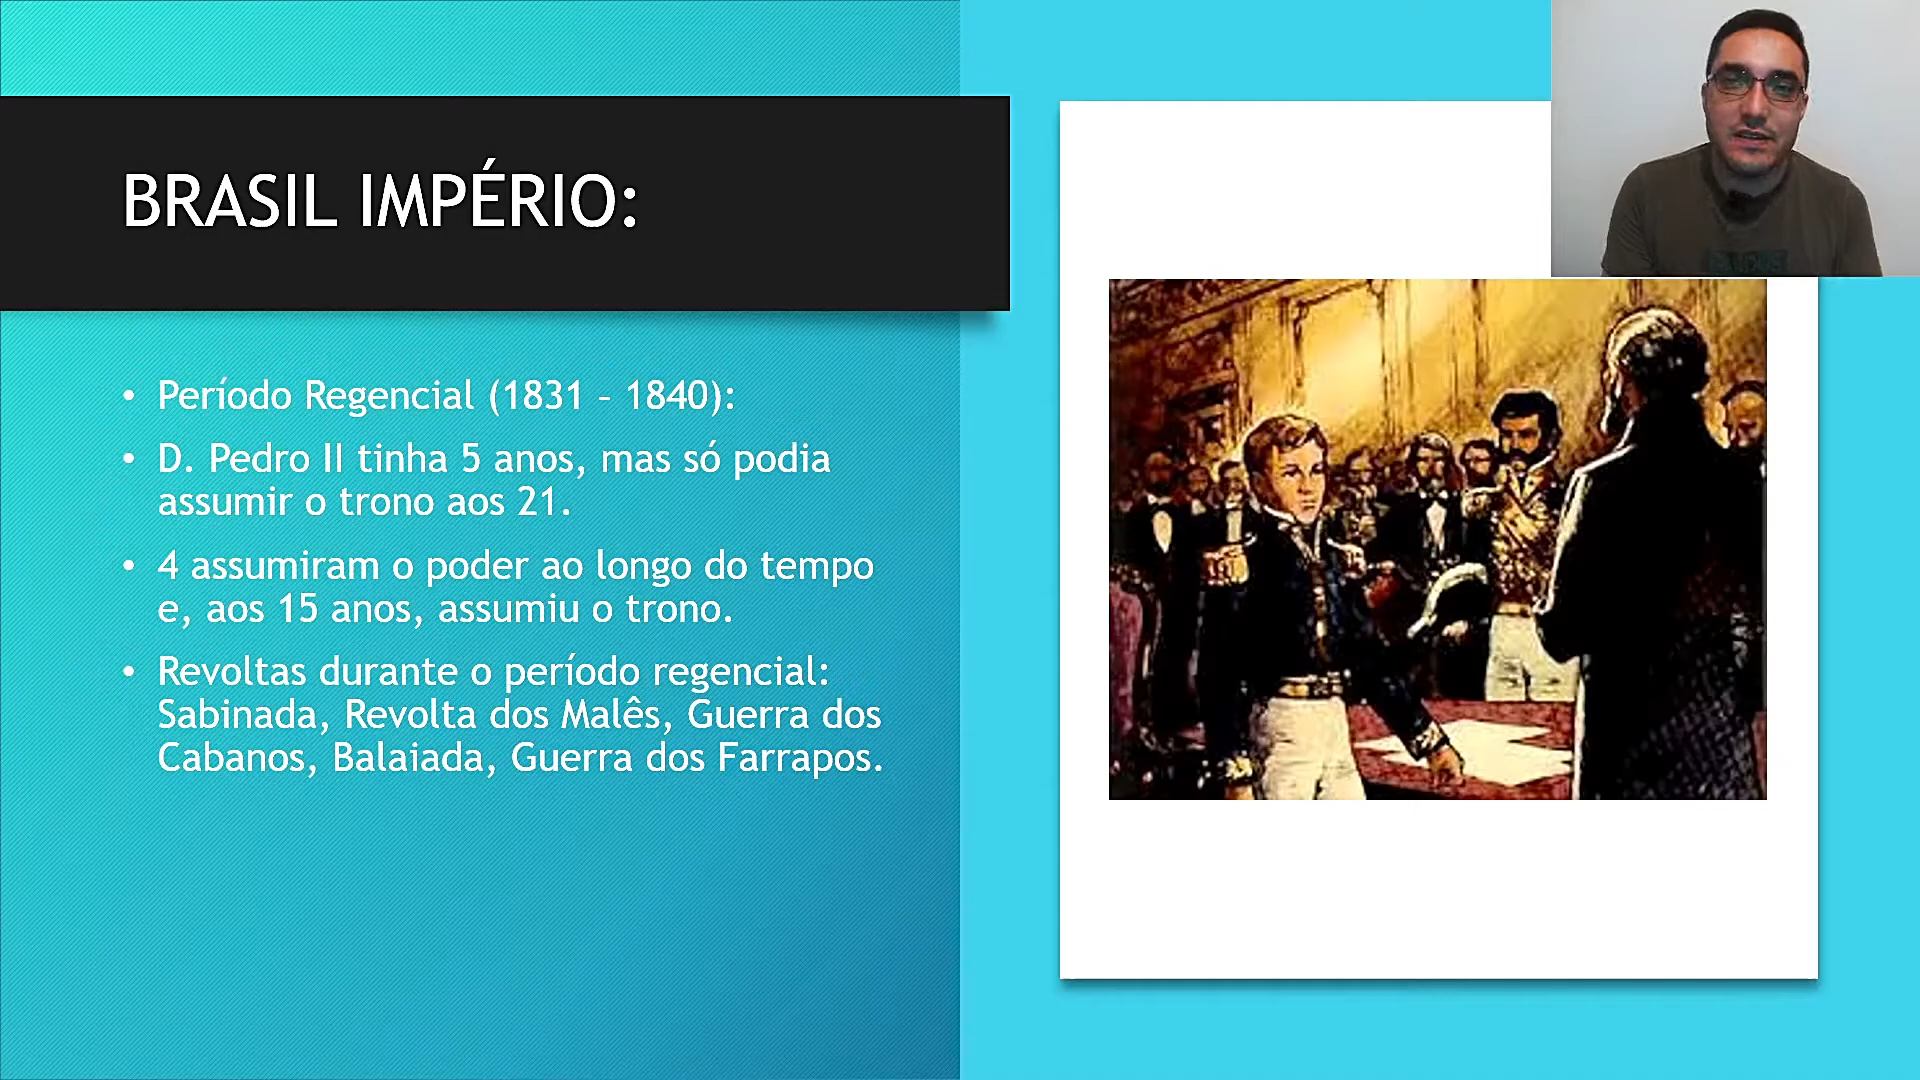 BRASIL IMPÉRIO:
• Período Regencial (1831 – 1840):
• D. Pedro II tinha 5 anos, mas só podia
assumir o trono aos 21.
• 4 assumiram o poder ao longo do tempo
e, aos 15 anos, assumiu o trono.
• Revoltas durante o período regencial:
Sabinada, Revolta dos Malês, Guerra dos
Cabanos, Balaiada, Guerra dos Farrapos.